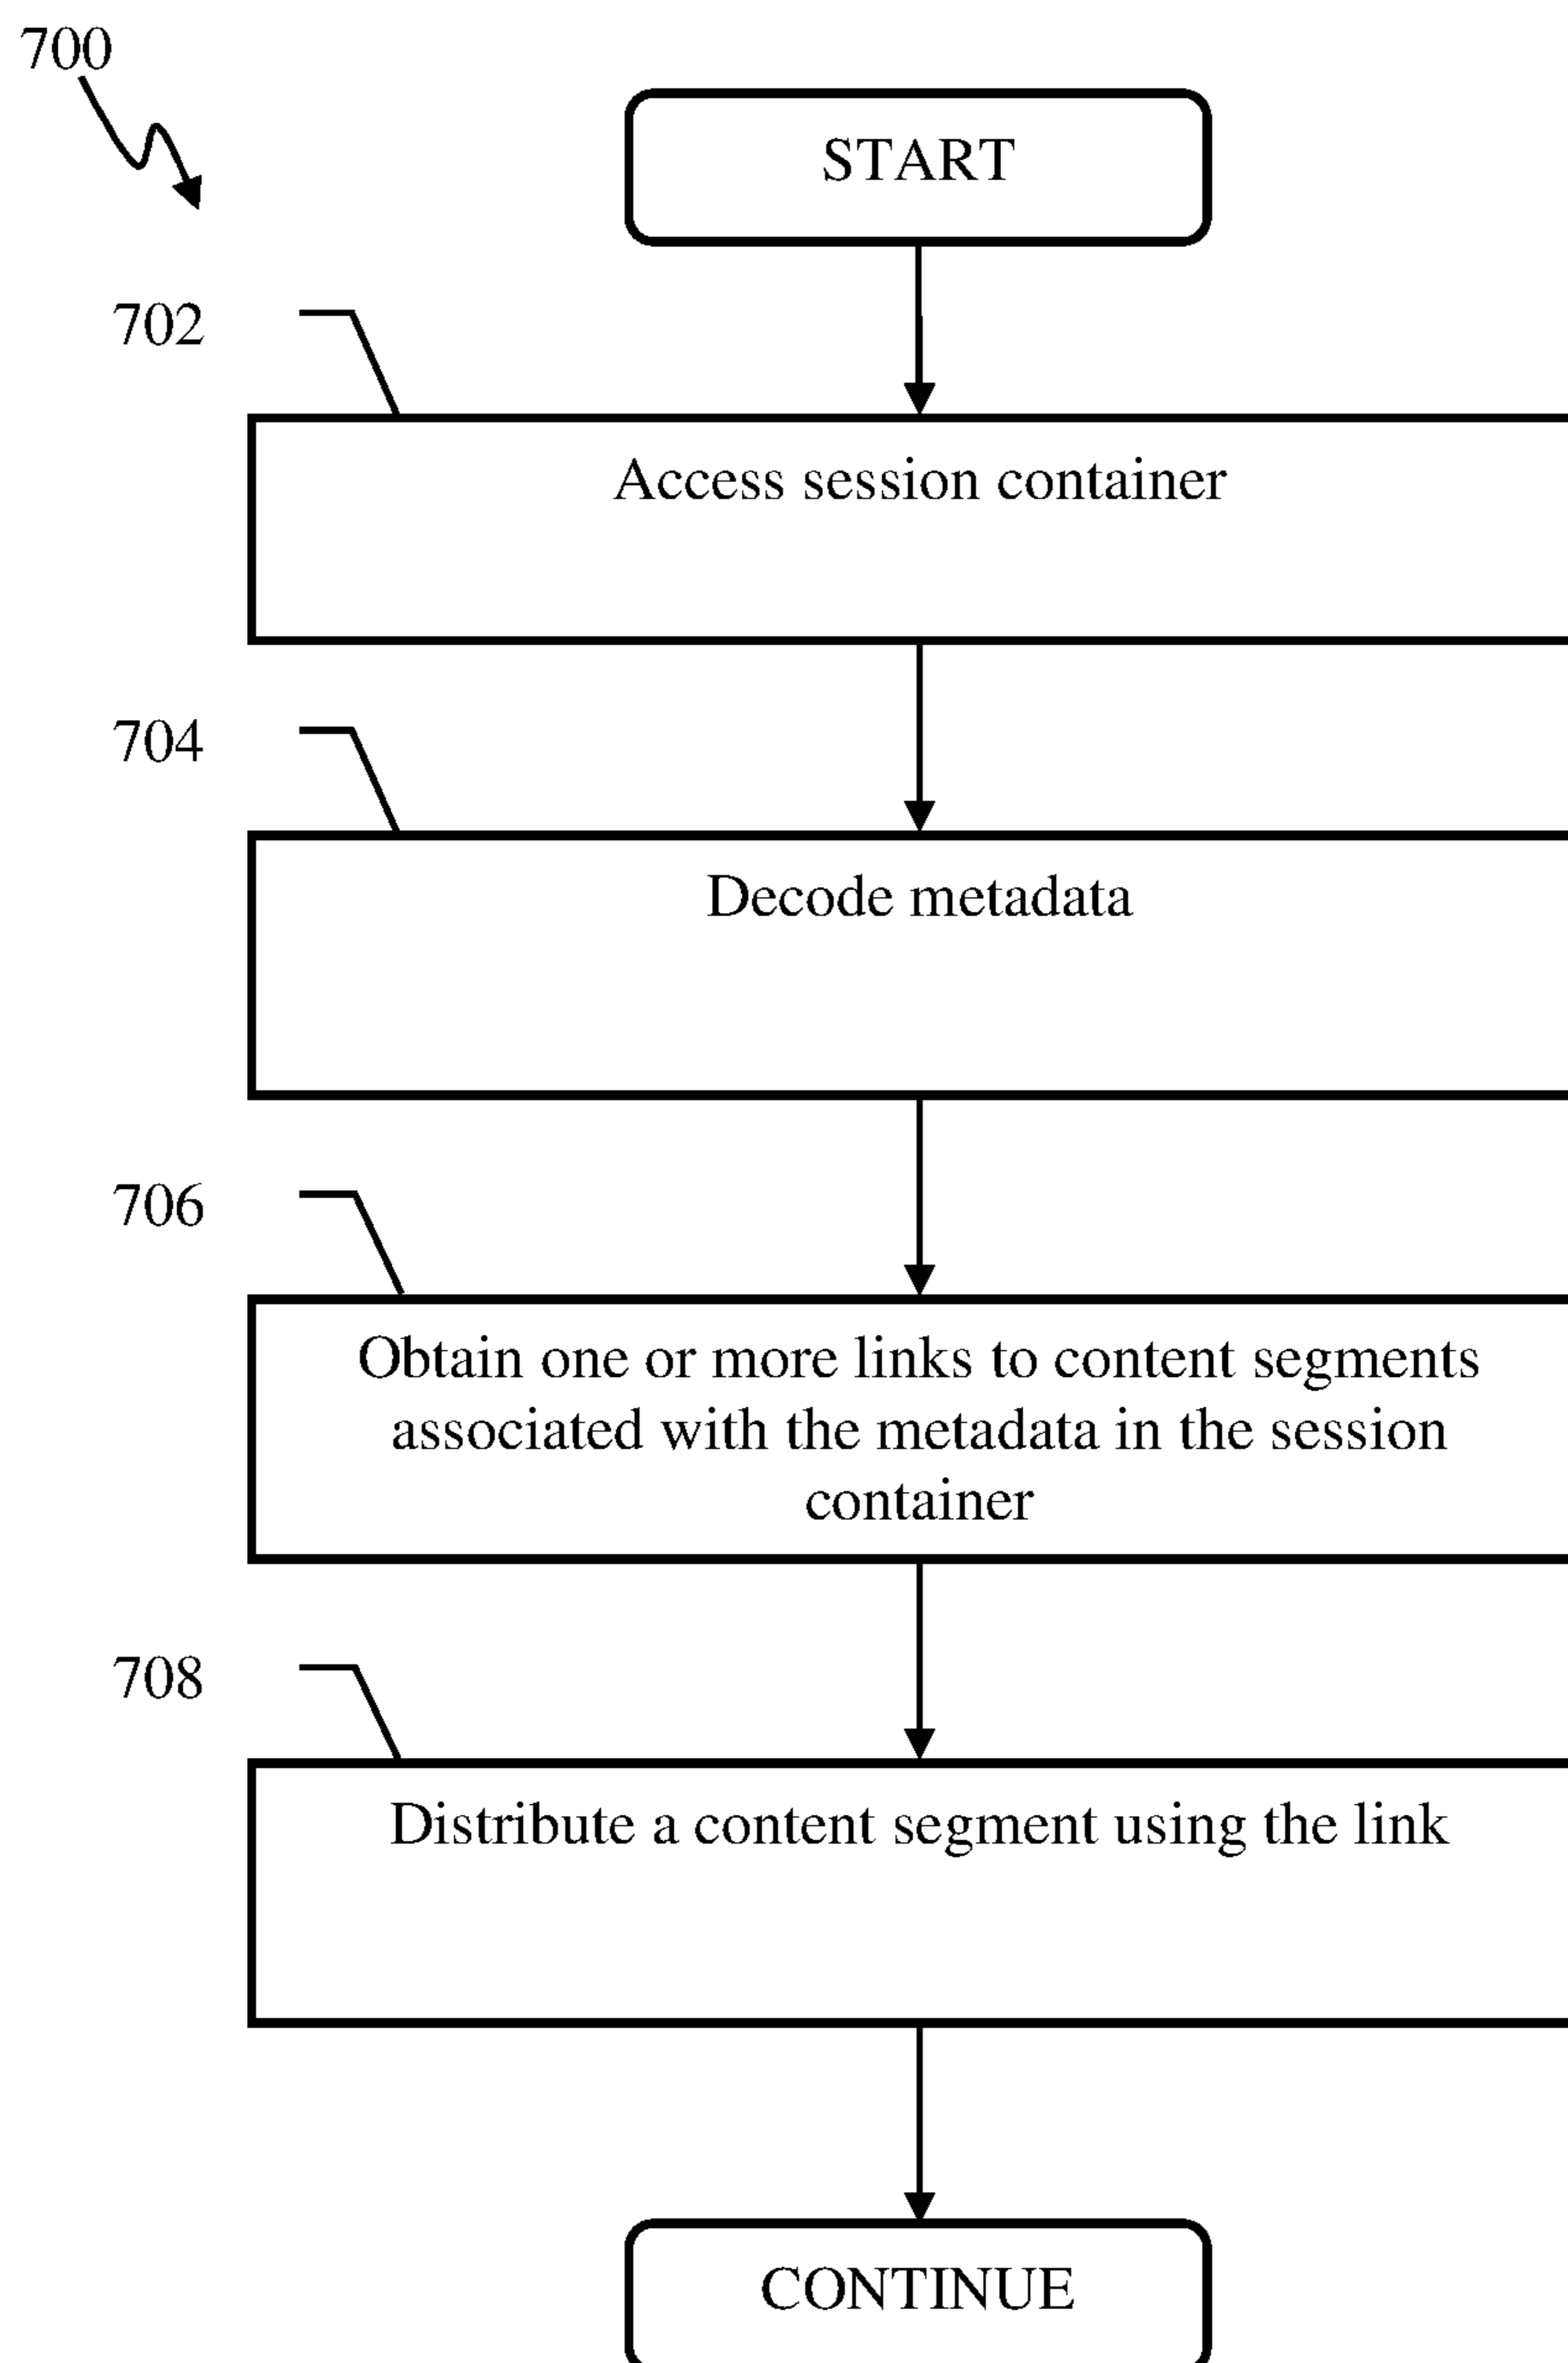 700
START
702
Access session container
704
Decode metadata
706
Obtain one or more links to content segments
associated with the metadata in the session
container
708
Distribute a content segment using the link
CONTINUE